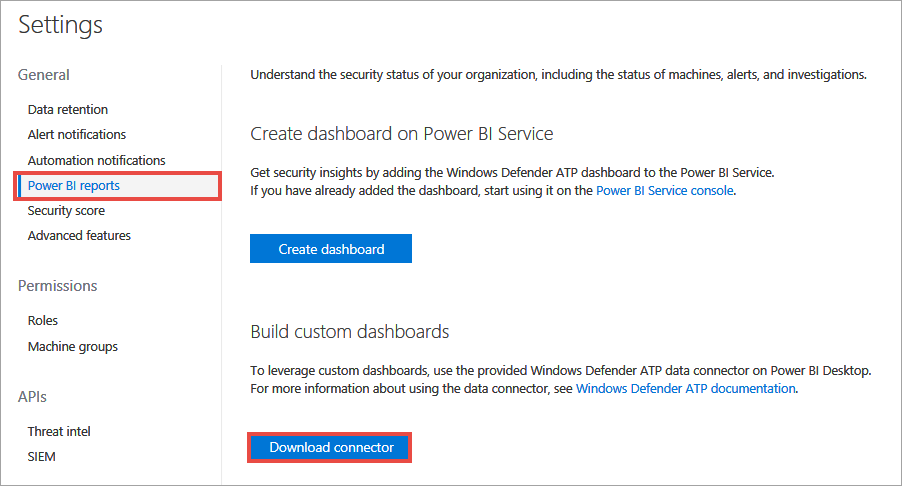 Settings
General
Data retention
Alert notifications
Automation notifications
Power BI reports
Security score
Advanced features
Permissions
Roles
Machine groups
APIs
Threat intel
SIEM
Understand the security status of your organization, including the status of machines, alerts, and investigations.
Create dashboard on Power BI Service
Get security insights by adding the Windows Defender ATP dashboard to the Power BI Service.
If you have already added the dashboard, start using it on the Power BI Service console.
Create dashboard
Build custom dashboards
To leverage custom dashboards, use the provided Windows Defender ATP data connector on Power BI Desktop.
For more information about using the data connector, see Windows Defender ATP documentation.
Download connector